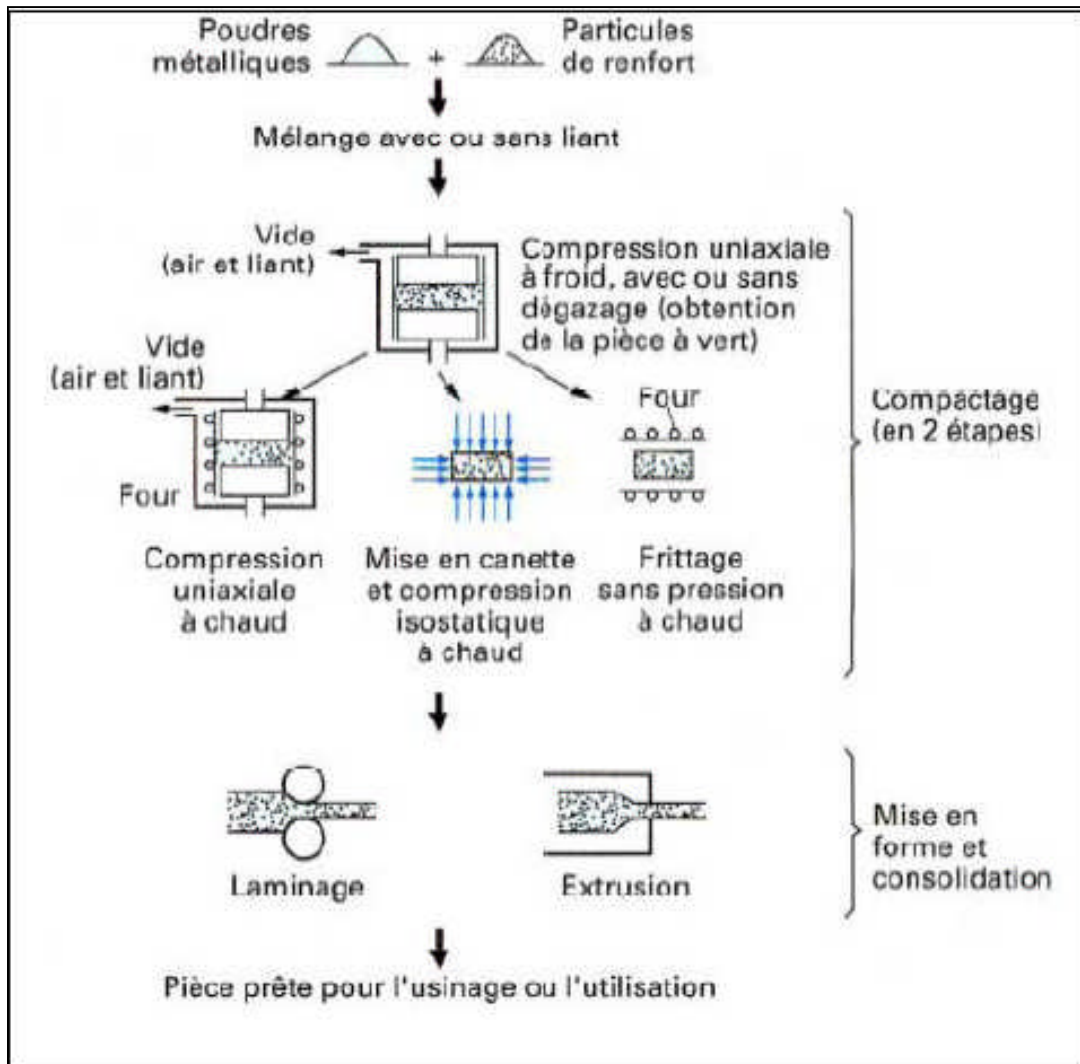 Poudres
métalliques
+
Particules
de renfort
Mélange avec ou sans liant
Vide
(air et liant)
Compression uniaxiale
à froid, avec ou sans
dégazage (obtention
de la pièce à vert)
Vide
(air et liant)
Four
Four
Compression
uniaxiale
à chaud
Mise en canette
et compression
isostatique
à chaud
Frittage
sans pression
à chaud
Compactage
(en 2 étapes)
Laminage
Extrusion
Mise en
forme et
consolidation
Pièce prête pour l'usinage ou l'utilisation